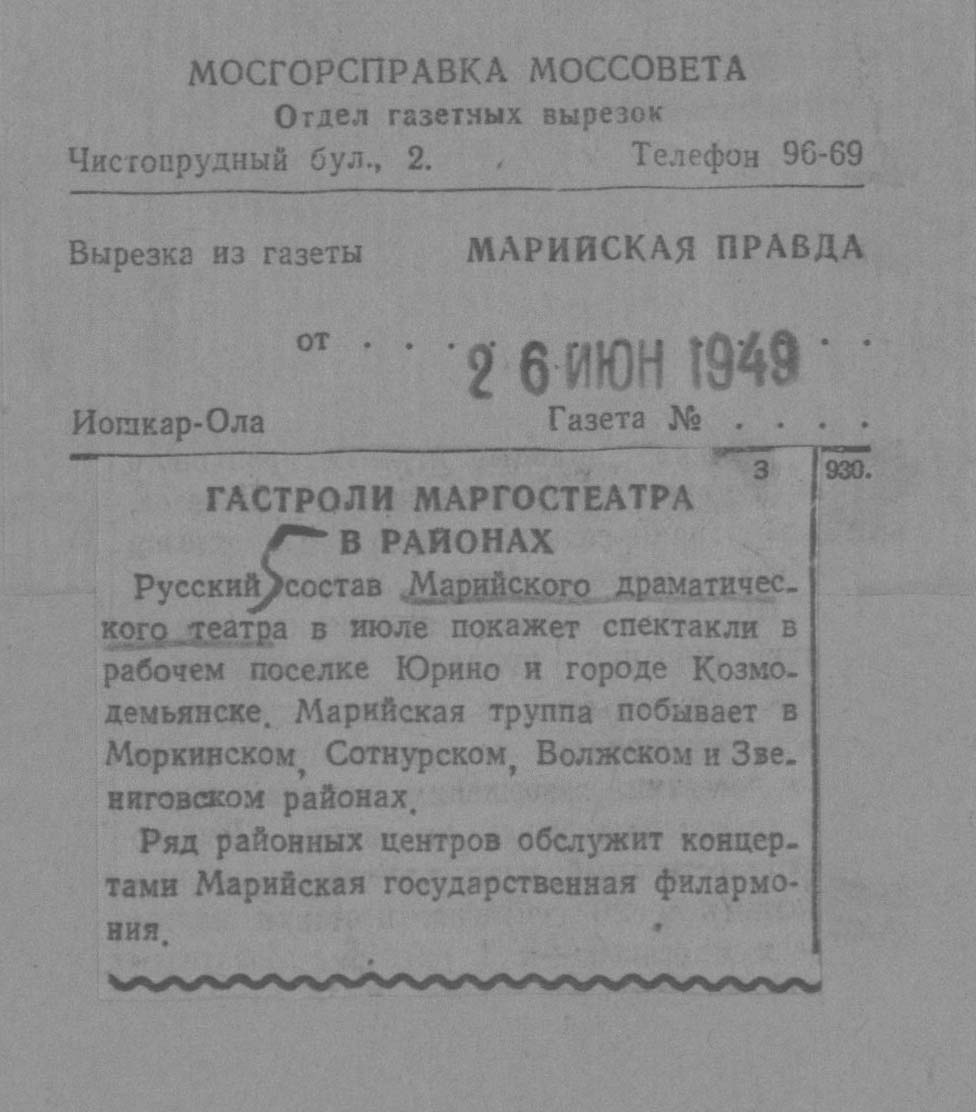 МОСГОРСПРАВКА МОССОВЕТА
Отдел газетных вырезок
Чистопрудный бул., 2. Телефон 96-69
Вырезка из газеты МАРИЙСКАЯ ПРАВДА
от . . . . 26 ИЮН 1949 . .
Иошкар-Ола Газета № . . . .
3 930.
ГАСТРОЛИ МАРГОСТЕАТРА
В РАЙОНАХ
Русский состав Марийского драматичес-
кого театра в июле покажет спектакли в
рабочем поселке Юрино и городе Козмо-
демьянске. Марийская труппа побывает в
Моркинском, Сотнурском, Волжском и Зве-
ниговском районах.
Ряд районных центров обслужит концер-
тами Марийская государственная филармо-
ния.